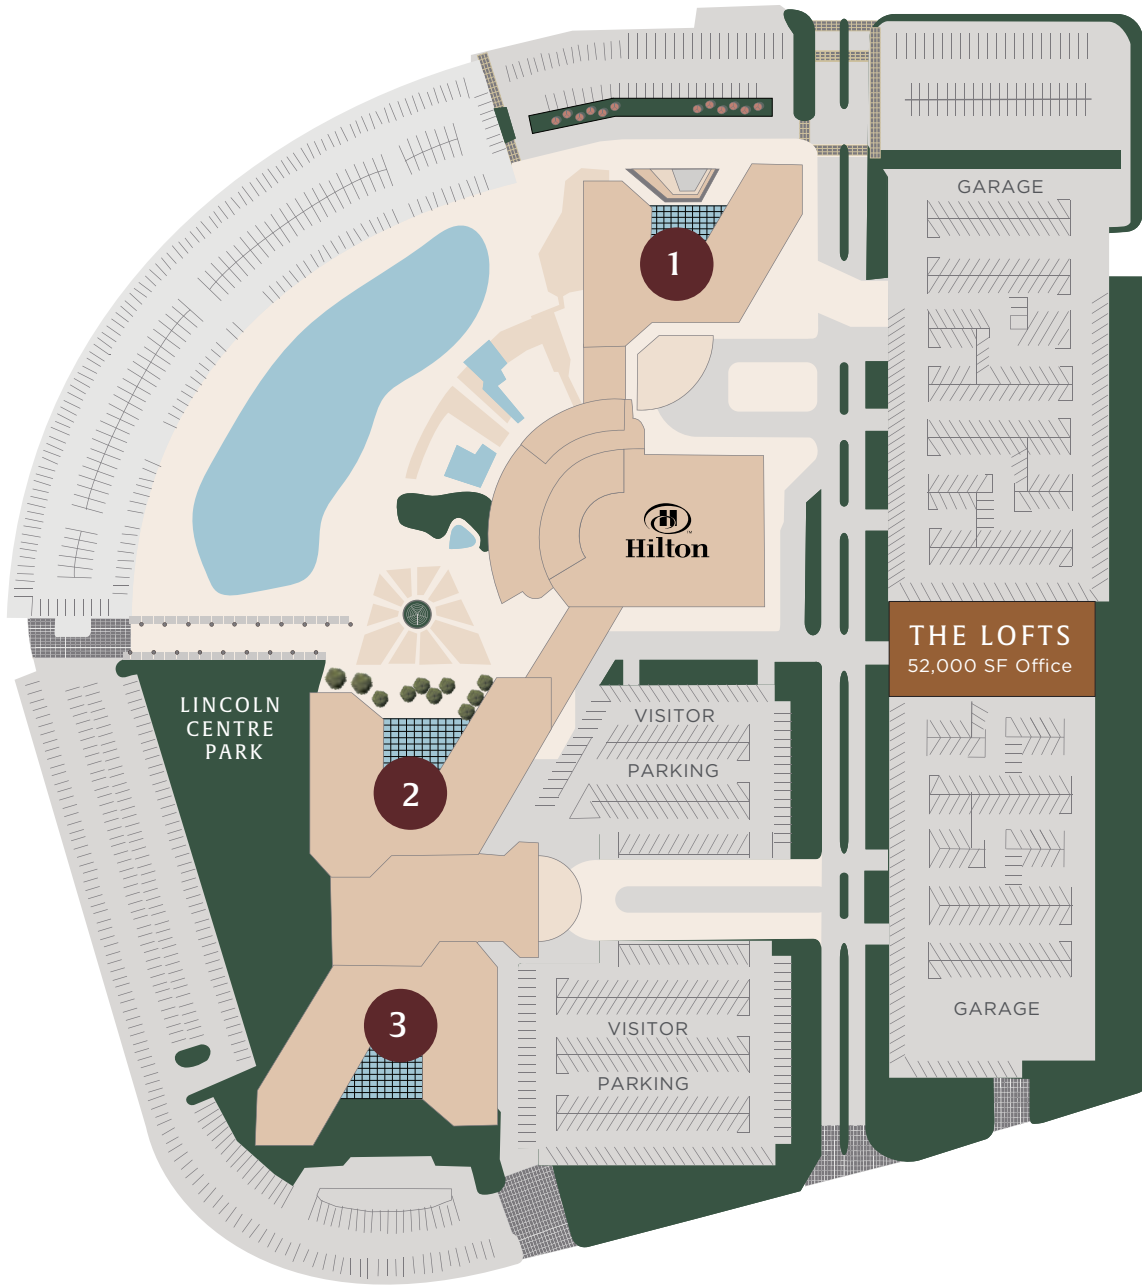 GARAGE
1
Hilton
THE LOFTS
52,000 SF Office
LINCOLN
CENTRE
PARK
VISITOR
PARKING
2
GARAGE
3
VISITOR
PARKING